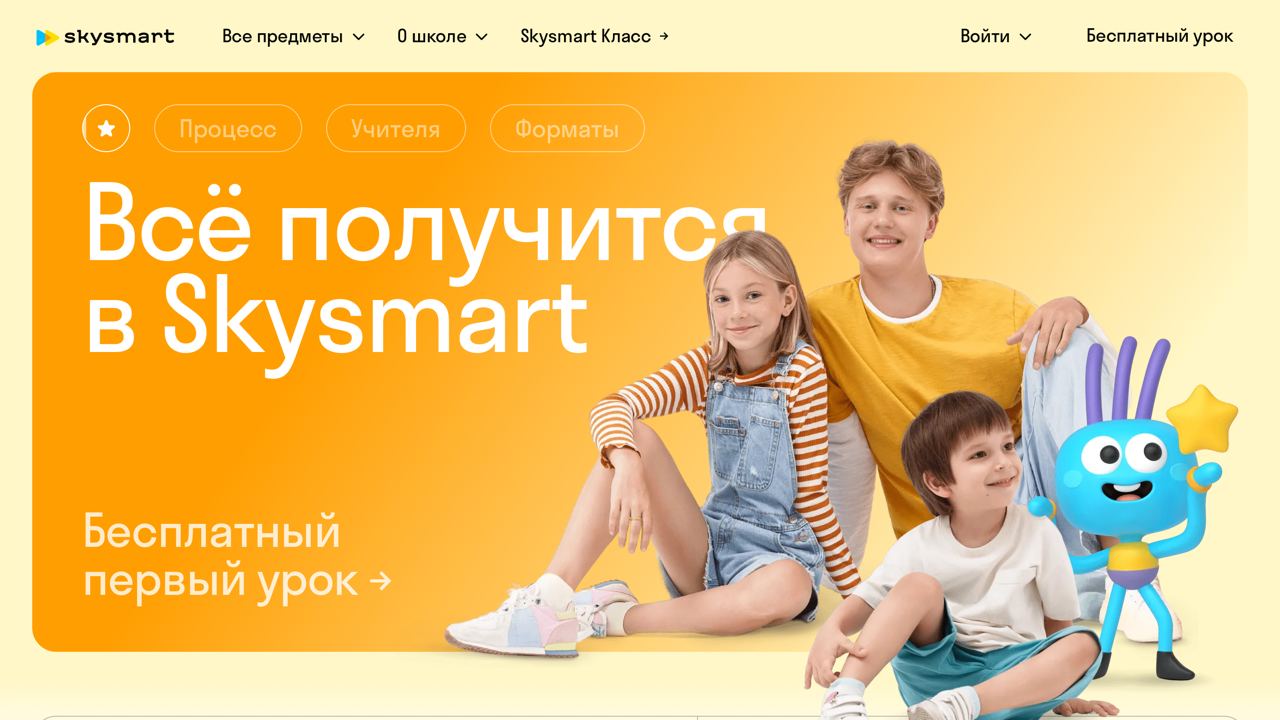 skysmart
Все предметы
О школе
Skysmart Класс →
Войти
Бесплатный урок
Процесс
Учителя
Форматы
Всё получится
в Skysmart
Бесплатный
первый урок →